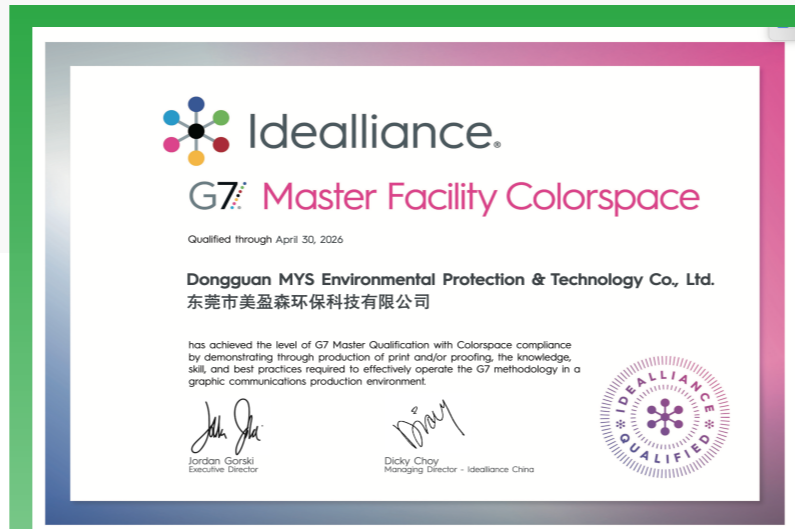 Idealliance®
G7® Master Facility Colorspace
Qualified through April 30, 2026
Dongguan MYS Environmental Protection & Technology Co., Ltd.
东莞市美盈森环保科技有限公司
has achieved the level of G7 Master Qualification with Colorspace compliance
by demonstrating through production of print and/or proofing, the knowledge,
skill, and best practices required to effectively operate the G7 methodology in a
graphic communications production environment.
Jordan Gorski
Executive Director
Dicky Choy
Managing Director - Idealliance China
IDEALLIANCE
QUALIFIED